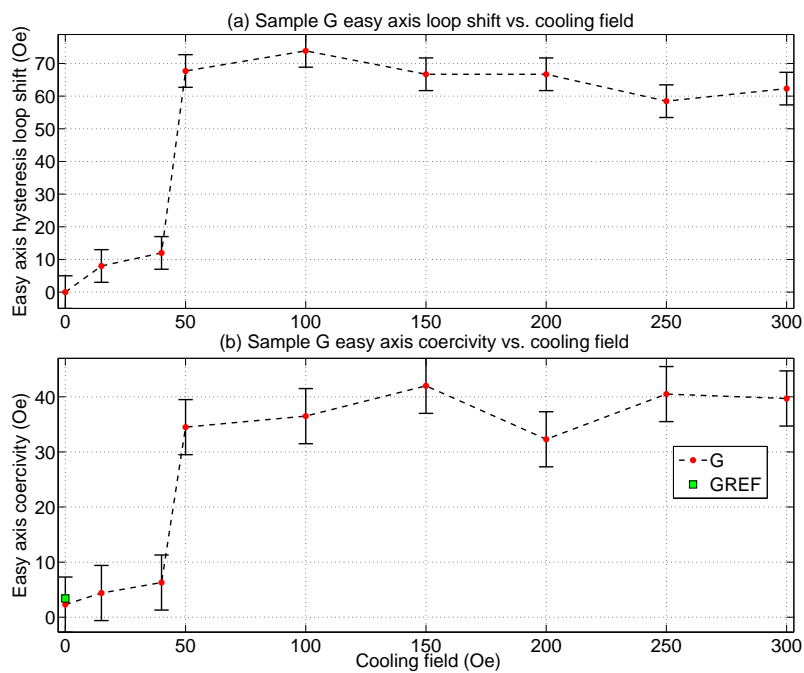 (a) Sample G easy axis loop shift vs. cooling field
Easy axis hysteresis loop shift (Oe)
70
60
50
40
30
20
10
0
0 50 100 150 200 250 300
(b) Sample G easy axis coercivity vs. cooling field
Easy axis coercivity (Oe)
40
30
20
10
0
G
GREF
0 50 100 150 200 250 300
Cooling field (Oe)